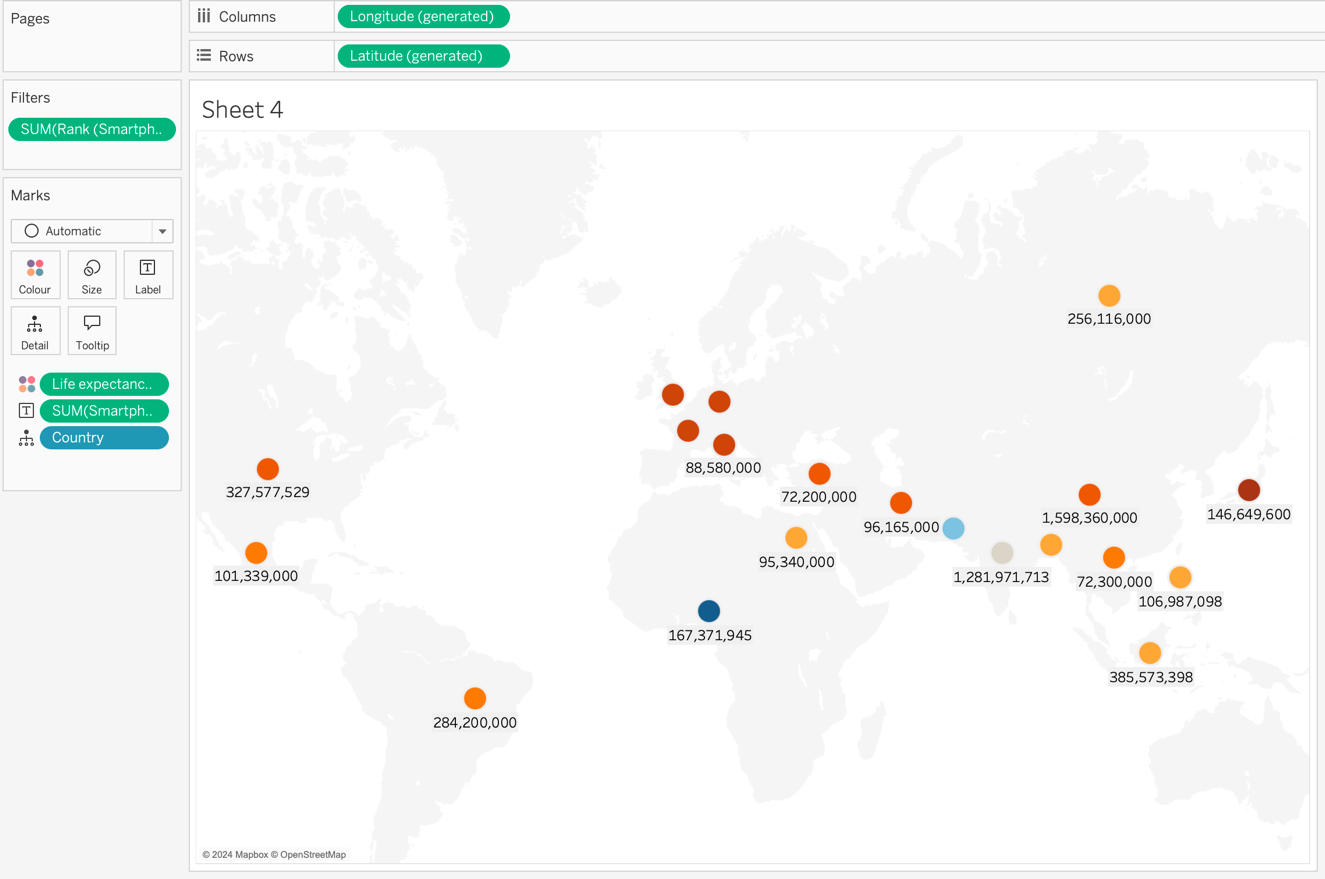 Pages
Columns
Longitude (generated)
Rows
Latitude (generated)
Filters
SUM(Rank (Smartph..
Marks
Automatic
Colour
Size
Label
Detail
Tooltip
Life expectanc..
SUM(Smartph..
Country
Sheet 4
256,116,000
88,580,000
327,577,529
72,200,000
146,649,600
1,598,360,000
96,165,000
95,340,000
101,339,000
1,281,971,713
72,300,000
106,987,098
167,371,945
385,573,398
284,200,000
© 2024 Mapbox © OpenStreetMap